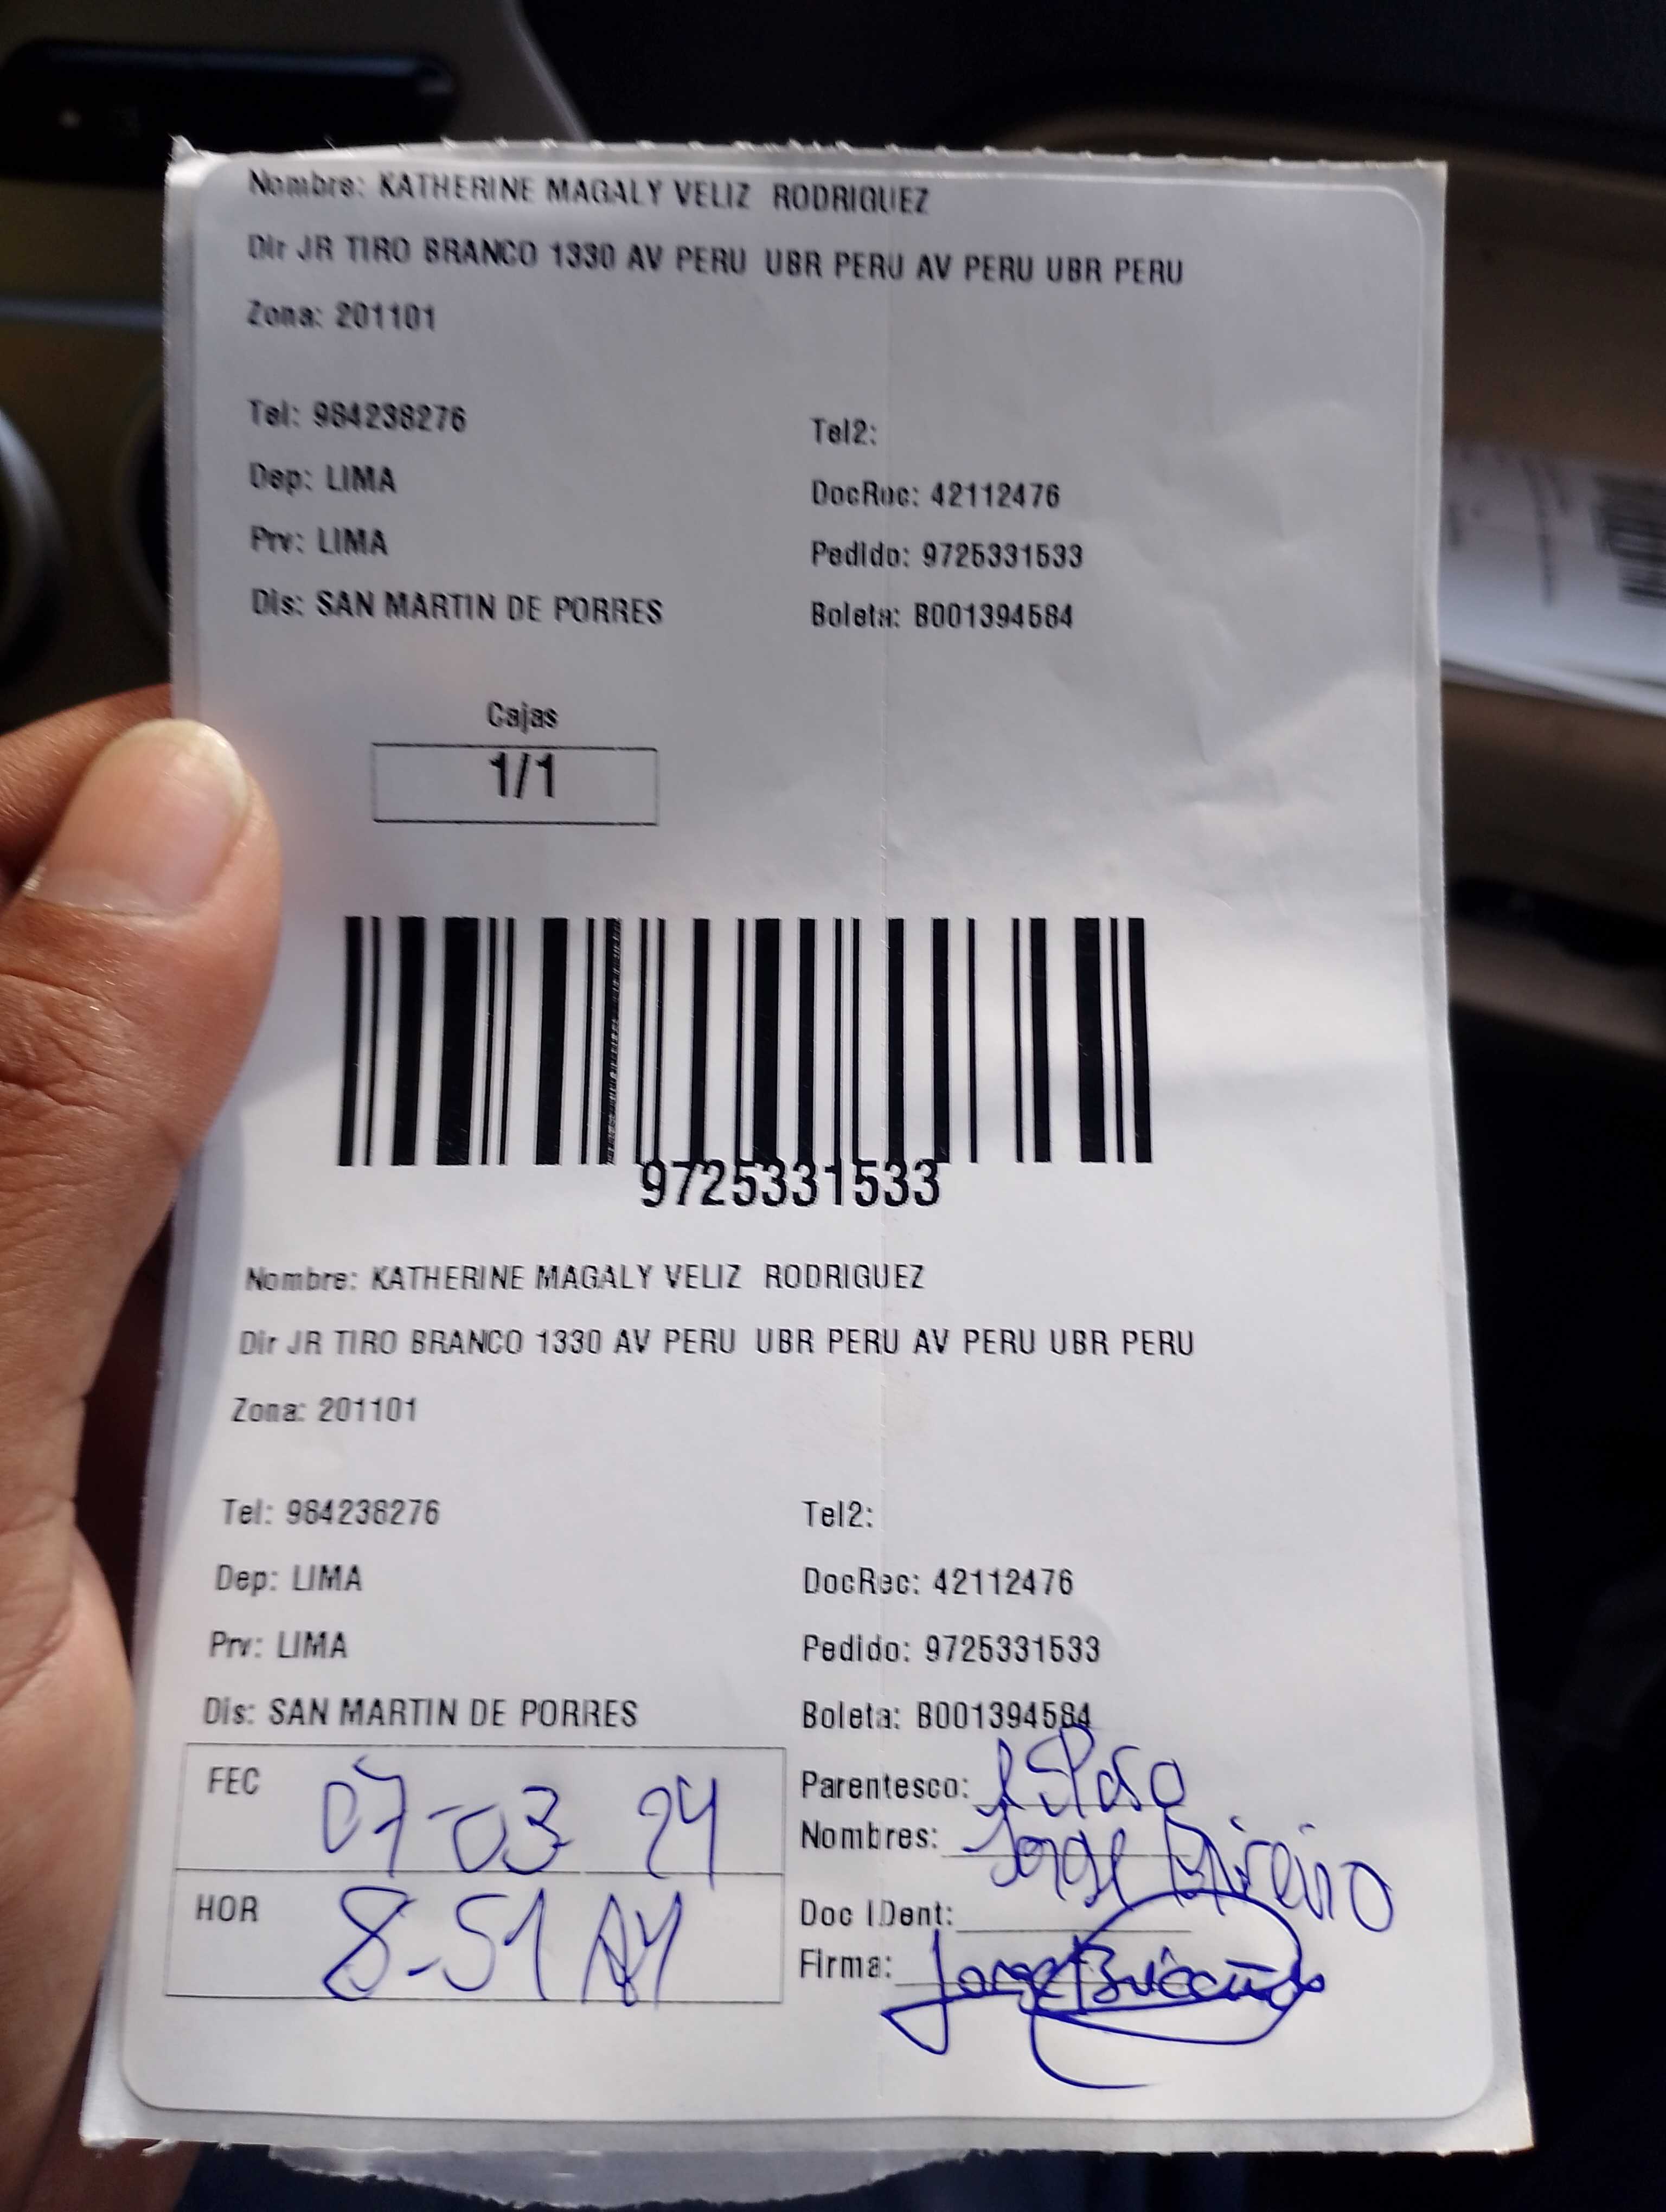 Nombre: KATHERINE MAGALY VELIZ RODRIGUEZ
Dir JR TIRO BRANCO 1330 AV PERU UBR PERU AV PERU UBR PERU
Zona: 201101
Tel: 984238276 Tel2:
Dep: LIMA DocRec: 42112476
Prv: LIMA Pedido: 9725331533
Dis: SAN MARTIN DE PORRES Boleta: B001394584
Cajas
1/1
9725331533
Nombre: KATHERINE MAGALY VELIZ RODRIGUEZ
Dir JR TIRO BRANCO 1330 AV PERU UBR PERU AV PERU UBR PERU
Zona: 201101
Tel: 984238276 Tel2:
Dep: LIMA DocRec: 42112476
Prv: LIMA Pedido: 9725331533
Dis: SAN MARTIN DE PORRES Boleta: B001394584
FEC 07-03 24 Parentesco: Esposo
Nombres: Jorge
HOR 8-51 AM Doc IDent:
Firma: Jorge